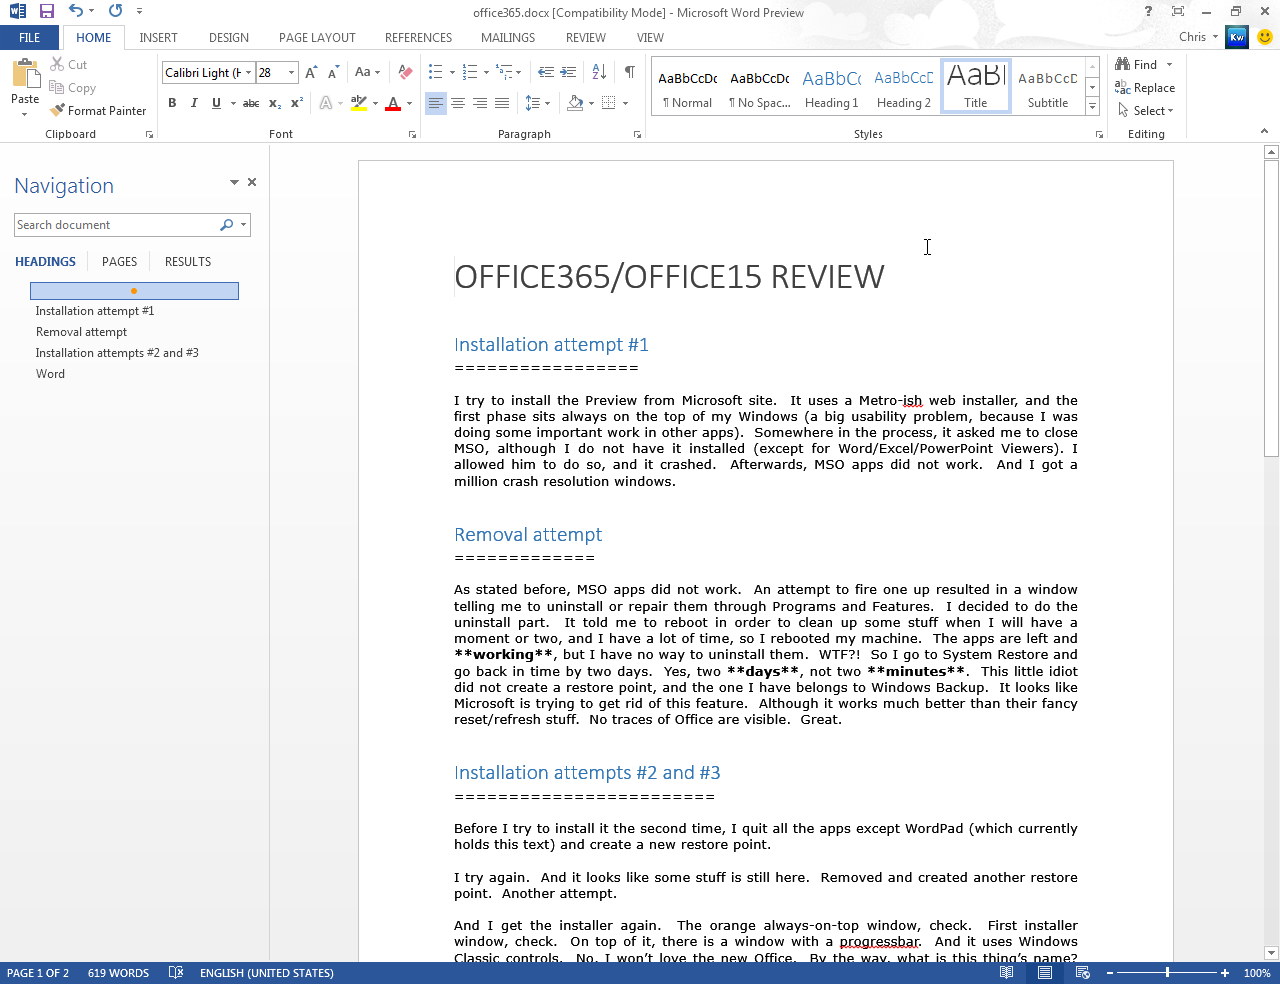 office365.docx [Compatibility Mode] - Microsoft Word Preview
FILE HOME INSERT DESIGN PAGE LAYOUT REFERENCES MAILINGS REVIEW VIEW
Chris
Kw
Paste
Cut
Copy
Format Painter
Clipboard
Calibri Light (H 28
Aa
B I U abc x₂ x²
Font
Paragraph
AaBbCcDc AaBbCcDc AaBbCc AaBbCcD AaBl AaBbCcD
¶ Normal ¶ No Spac... Heading 1 Heading 2 Title Subtitle
Styles
Find
Replace
Select
Editing
Navigation
Search document
HEADINGS PAGES RESULTS
Installation attempt #1
Removal attempt
Installation attempts #2 and #3
Word
OFFICE365/OFFICE15 REVIEW
Installation attempt #1
=================
I try to install the Preview from Microsoft site. It uses a Metro-ish web installer, and the
first phase sits always on the top of my Windows (a big usability problem, because I was
doing some important work in other apps). Somewhere in the process, it asked me to close
MSO, although I do not have it installed (except for Word/Excel/PowerPoint Viewers). I
allowed him to do so, and it crashed. Afterwards, MSO apps did not work. And I got a
million crash resolution windows.
Removal attempt
=============
As stated before, MSO apps did not work. An attempt to fire one up resulted in a window
telling me to uninstall or repair them through Programs and Features. I decided to do the
uninstall part. It told me to reboot in order to clean up some stuff when I will have a
moment or two, and I have a lot of time, so I rebooted my machine. The apps are left and
**working**, but I have no way to uninstall them. WTF?! So I go to System Restore and
go back in time by two days. Yes, two **days**, not two **minutes**. This little idiot
did not create a restore point, and the one I have belongs to Windows Backup. It looks like
Microsoft is trying to get rid of this feature. Although it works much better than their fancy
reset/refresh stuff. No traces of Office are visible. Great.
Installation attempts #2 and #3
========================
Before I try to install it the second time, I quit all the apps except WordPad (which currently
holds this text) and create a new restore point.
I try again. And it looks like some stuff is still here. Removed and created another restore
point. Another attempt.
And I get the installer again. The orange always-on-top window, check. First installer
window, check. On top of it, there is a window with a progressbar. And it uses Windows
Classic controls. No, I won't love the new Office. By the way, what is this thing's name?
PAGE 1 OF 2 619 WORDS ENGLISH (UNITED STATES) 100%